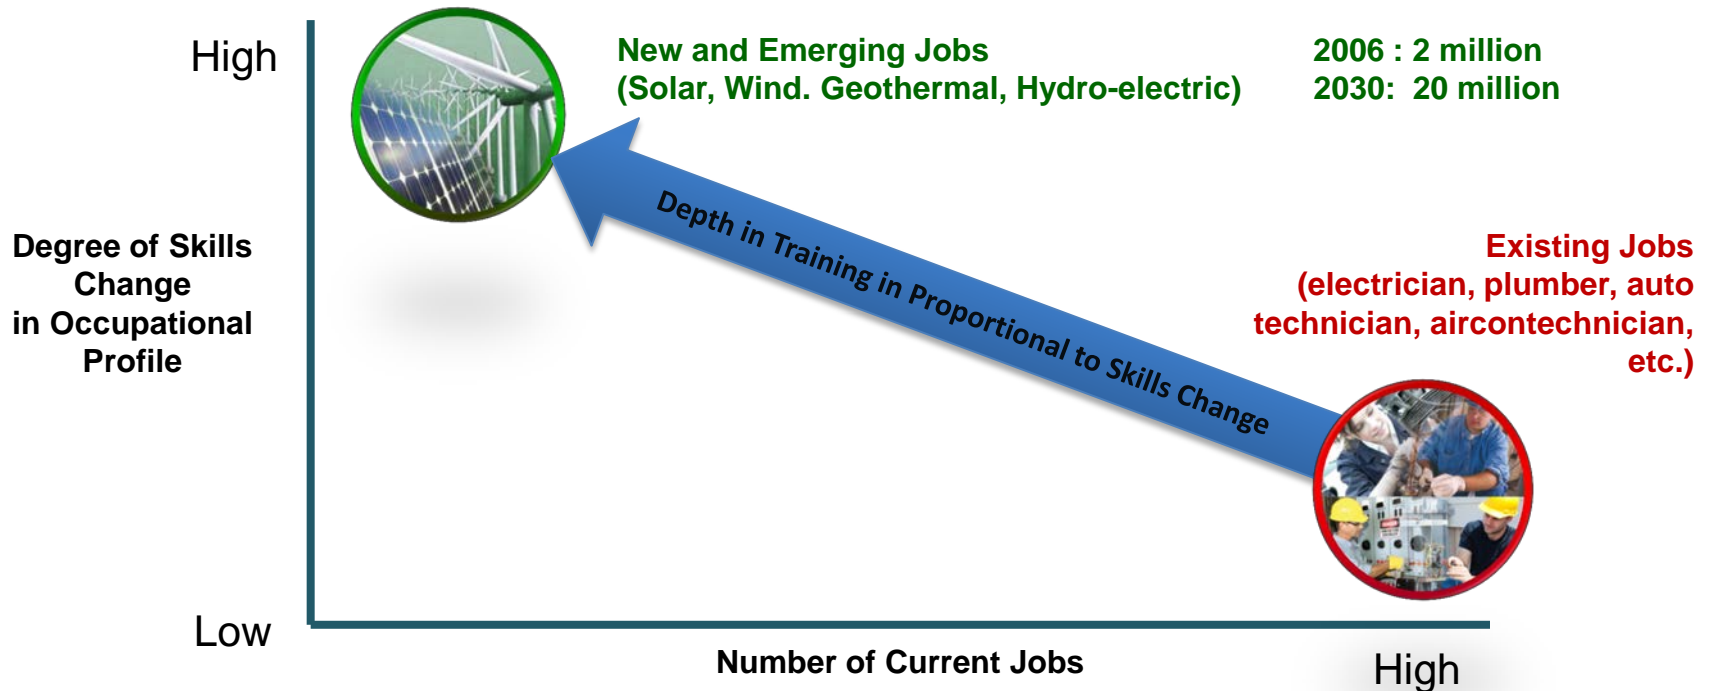 High
New and Emerging Jobs
(Solar, Wind. Geothermal, Hydro-electric)
2006 : 2 million
2030: 20 million
Degree of Skills
Change
in Occupational
Profile
Depth in Training in Proportional to Skills Change
Existing Jobs
(electrician, plumber, auto
technician, aircontechnician,
etc.)
Low
Number of Current Jobs
High